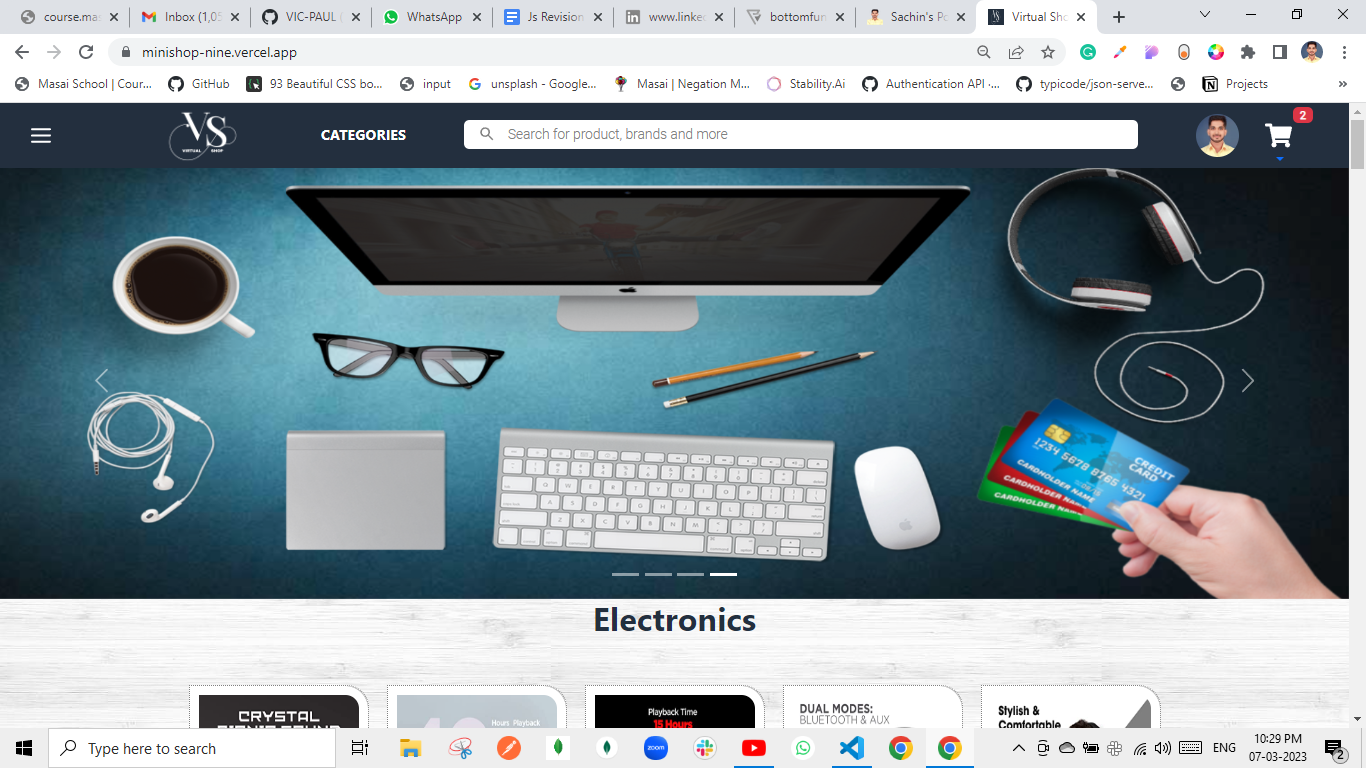 course.mas
Inbox (1,05
VIC-PAUL (
WhatsApp
Js Revision
www.linked
bottomfun
Sachin's Po
Virtual Sho
minishop-nine.vercel.app
Masai School | Cour...
GitHub
93 Beautiful CSS bo...
input
unsplash - Google...
Masai | Negation M...
Stability.Ai
Authentication API ·...
typicode/json-serve...
Projects
VS
VIRTUAL SHOP
CATEGORIES
Search for product, brands and more
2
CREDIT
CARD
1234 5678 8765 4321
CARDHOLDER NAME
CARDHOLDER NAME
CARDHOLDER NAME
Electronics
CRYSTAL
Hours Playback
Playback Time
15 Hours
DUAL MODES:
BLUETOOTH & AUX
Stylish &
Comfortable
Type here to search
zoom
ENG
10:29 PM
07-03-2023
2